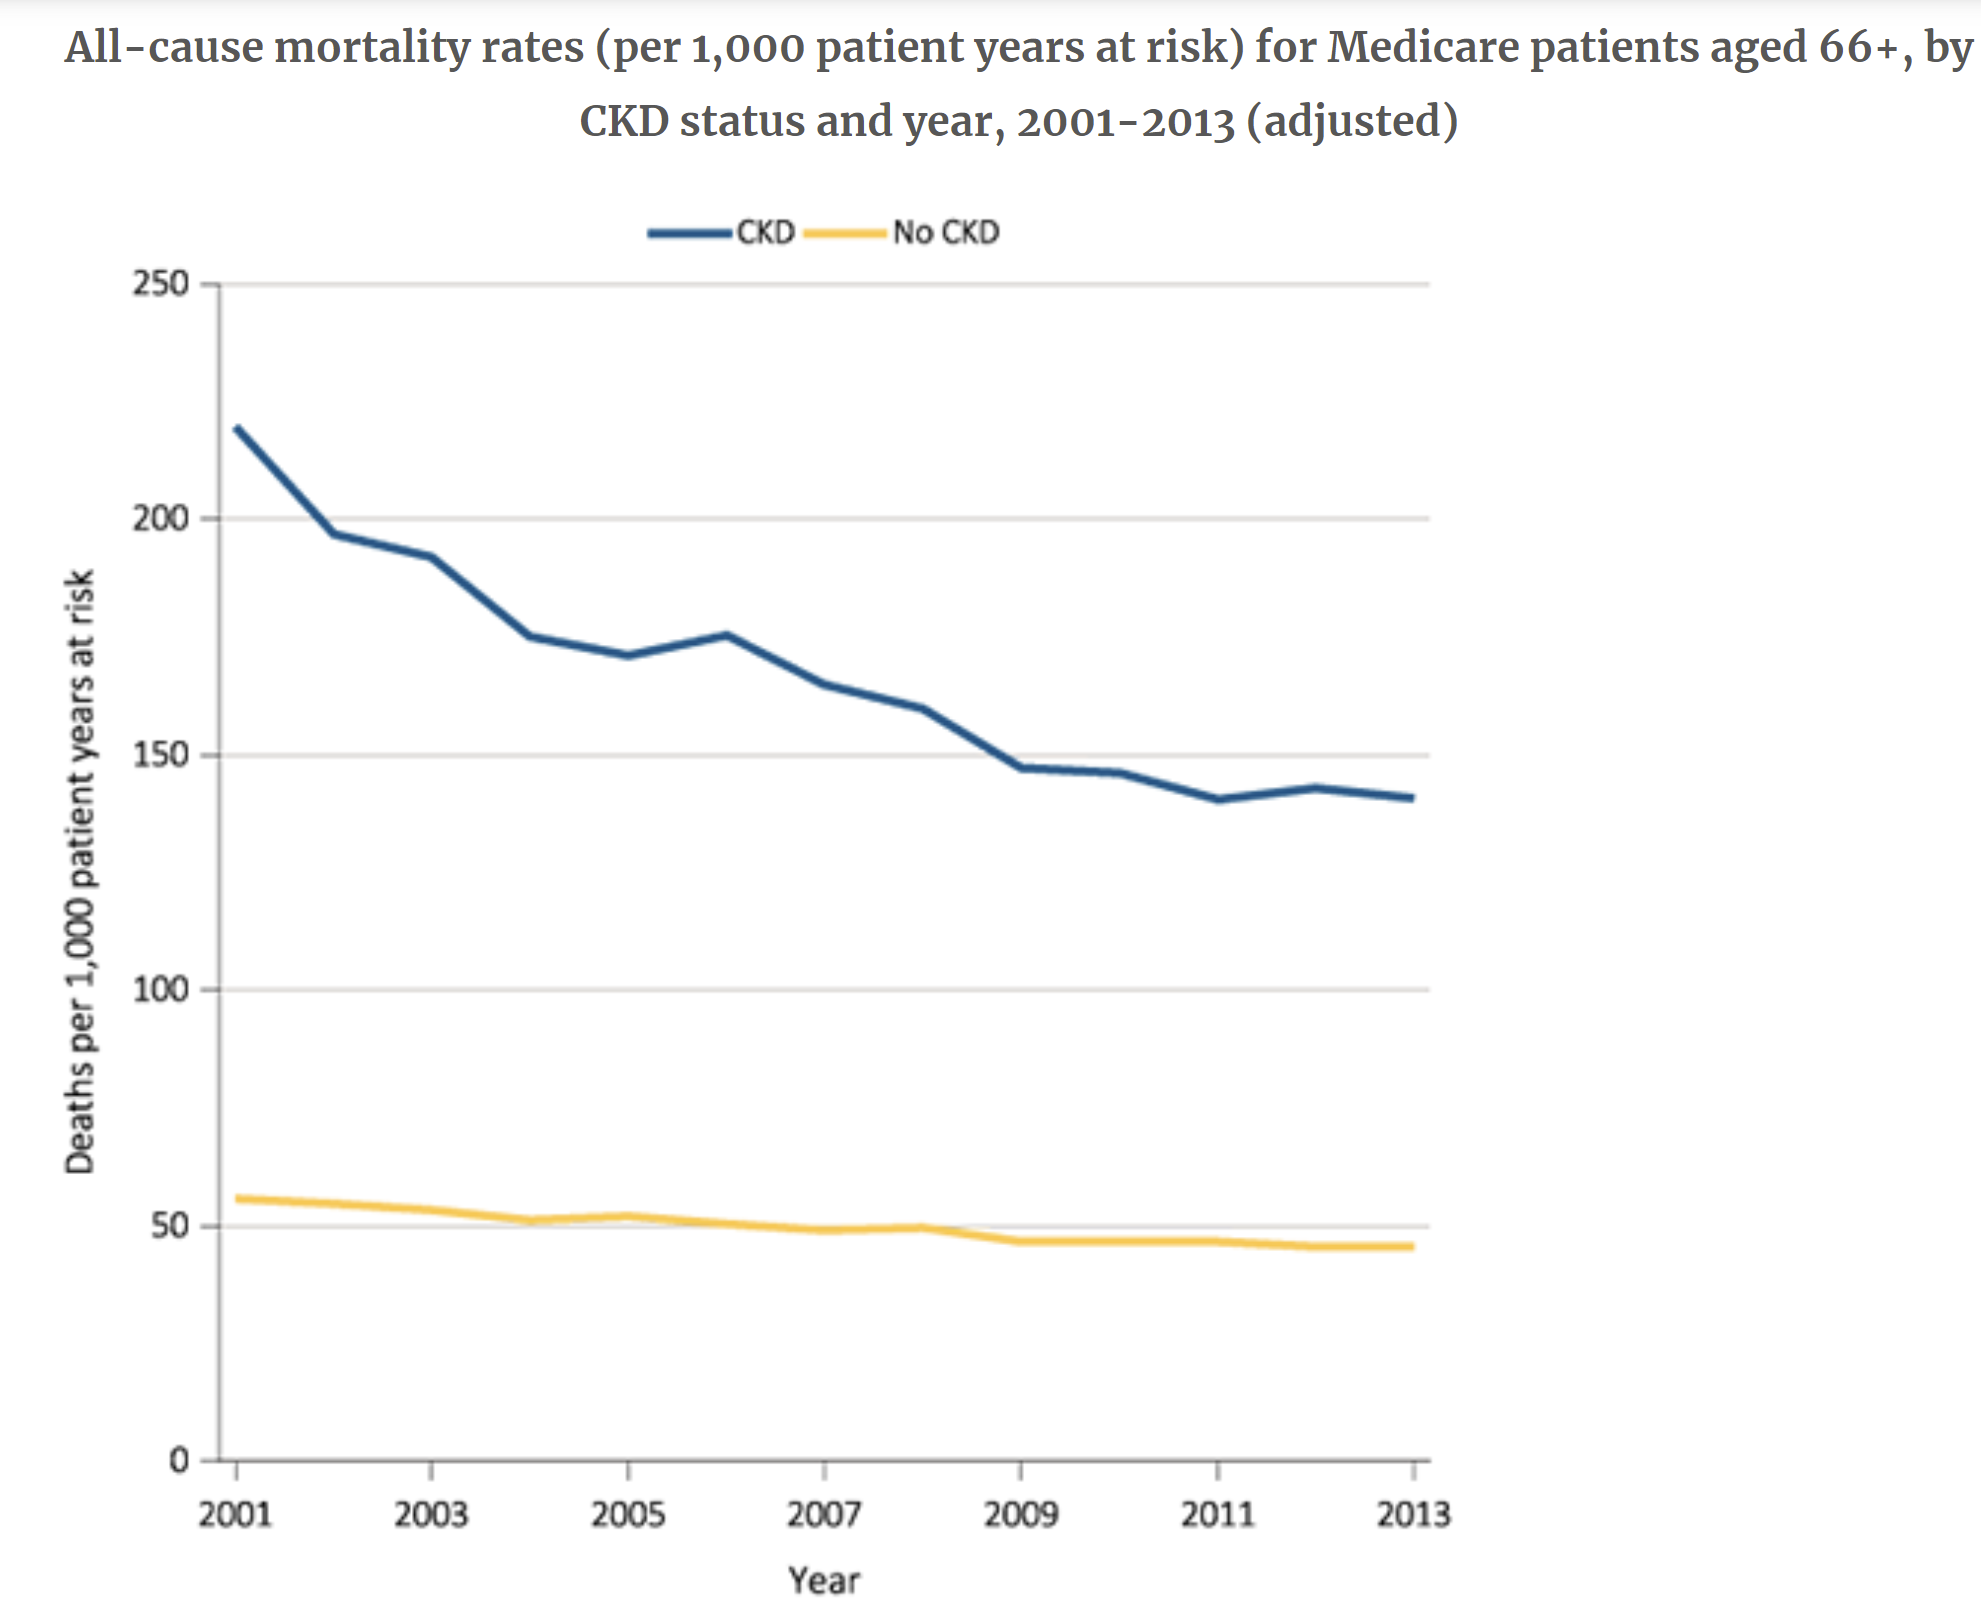 All-cause mortality rates (per 1,000 patient years at risk) for Medicare patients aged 66+, by
CKD status and year, 2001-2013 (adjusted)
CKD No CKD
250
200
150
100
50
0
Deaths per 1,000 patient years at risk
2001 2003 2005 2007 2009 2011 2013
Year